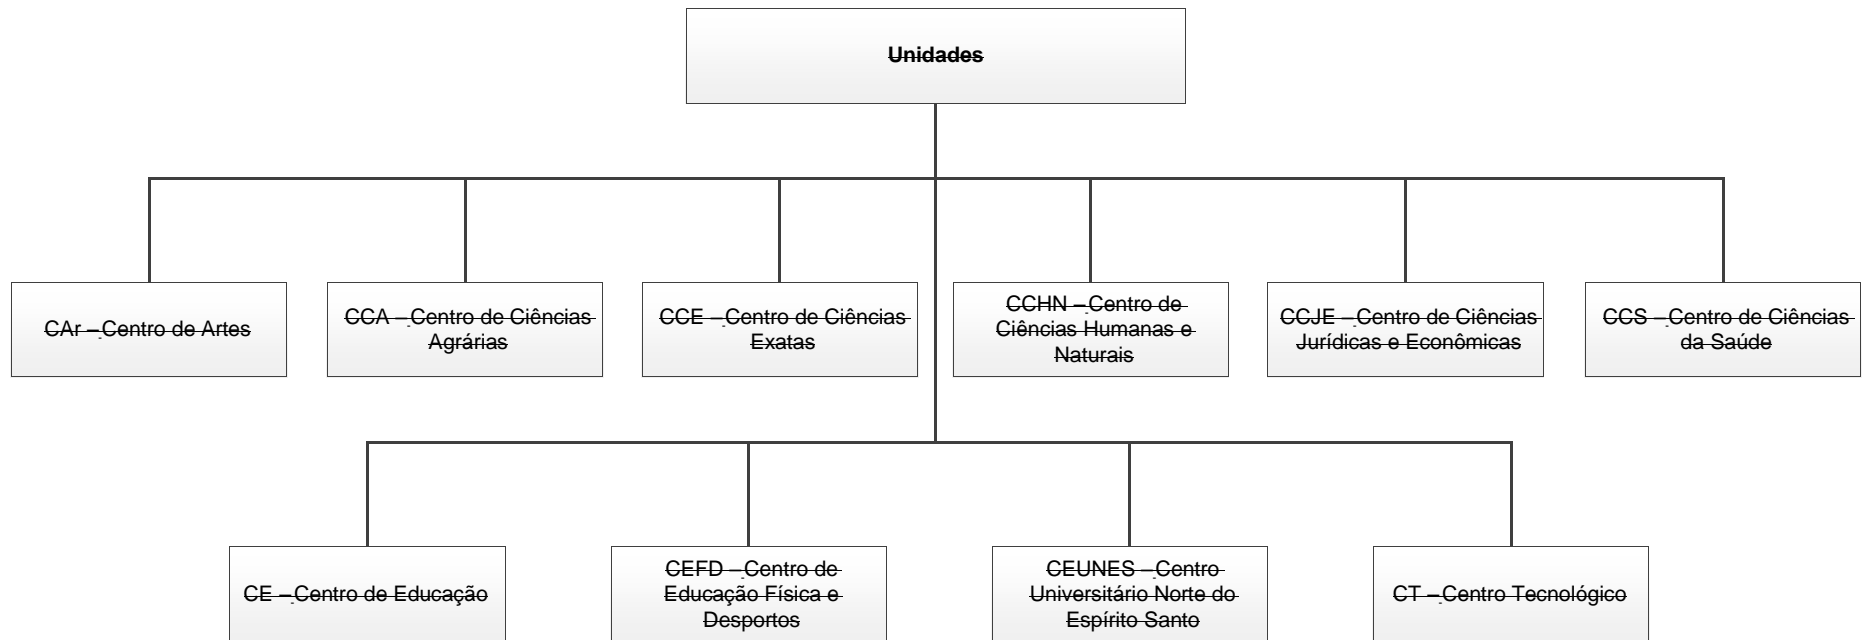 Unidades
CAr – Centro de Artes
CCA – Centro de Ciências
Agrárias
CCE – Centro de Ciências
Exatas
CCHN – Centro de
Ciências Humanas e
Naturais
CCJE – Centro de Ciências
Jurídicas e Econômicas
CCS – Centro de Ciências
da Saúde
CE – Centro de Educação
CEFD – Centro de
Educação Física e
Desportos
CEUNES – Centro
Universitário Norte do
Espírito Santo
CT – Centro Tecnológico